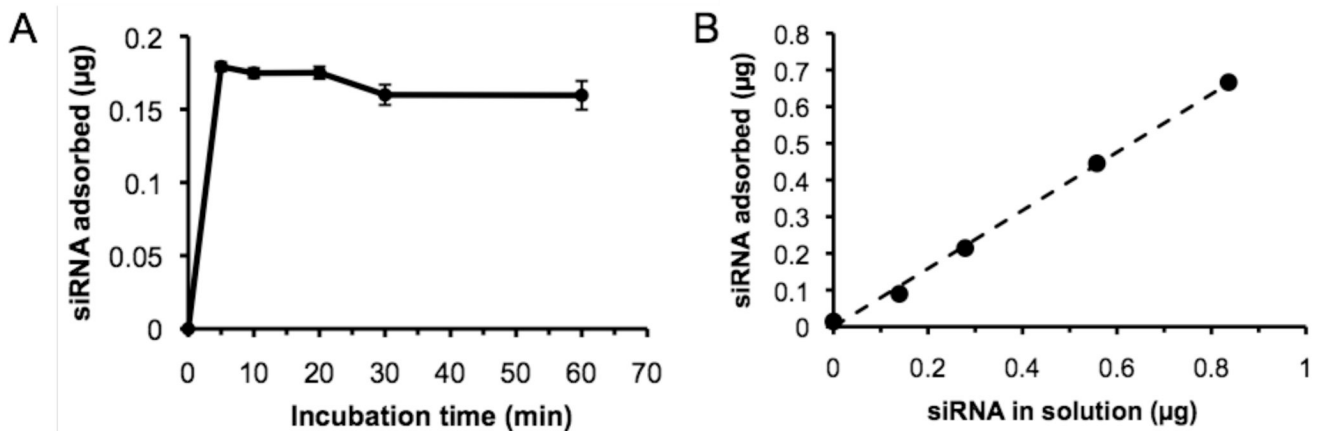 A
siRNA adsorbed (µg)
0.2
0.15
0.1
0.05
0
0 10 20 30 40 50 60 70
Incubation time (min)
B
siRNA adsorbed (µg)
0.8
0.7
0.6
0.5
0.4
0.3
0.2
0.1
0
0 0.2 0.4 0.6 0.8 1
siRNA in solution (µg)